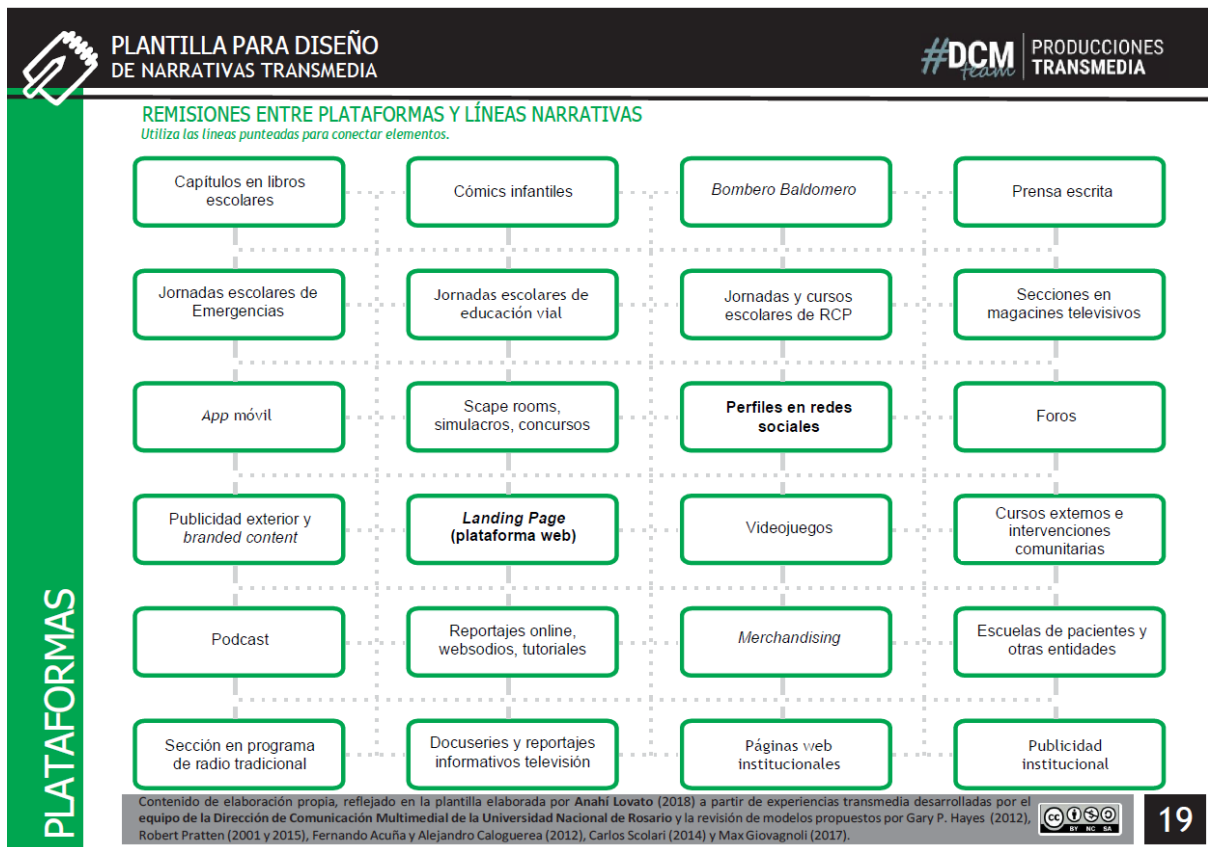 PLANTILLA PARA DISEÑO
DE NARRATIVAS TRANSMEDIA
#DCM team
PRODUCCIONES
TRANSMEDIA
REMISIONES ENTRE PLATAFORMAS Y LÍNEAS NARRATIVAS
Utiliza las líneas punteadas para conectar elementos.
Capítulos en libros
escolares
Cómics infantiles
Bombero Baldomero
Prensa escrita
Jornadas escolares de
Emergencias
Jornadas escolares de
educación vial
Jornadas y cursos
escolares de RCP
Secciones en
magacines televisivos
App móvil
Scape rooms,
simulacros, concursos
Perfiles en redes
sociales
Foros
Publicidad exterior y
branded content
Landing Page
(plataforma web)
Videojuegos
Cursos externos e
intervenciones
comunitarias
Podcast
Reportajes online,
websodios, tutoriales
Merchandising
Escuelas de pacientes y
otras entidades
Sección en programa
de radio tradicional
Docuseries y reportajes
informativos televisión
Páginas web
institucionales
Publicidad
institucional
PLATAFORMAS
Contenido de elaboración propia, reflejado en la plantilla elaborada por Anahí Lovato (2018) a partir de experiencias transmedia desarrolladas por el
equipo de la Dirección de Comunicación Multimedial de la Universidad Nacional de Rosario y la revisión de modelos propuestos por Gary P. Hayes (2012),
Robert Pratten (2001 y 2015), Fernando Acuña y Alejandro Caloguerea (2012), Carlos Scolari (2014) y Max Giovagnoli (2017).
cc
BY NC SA
19